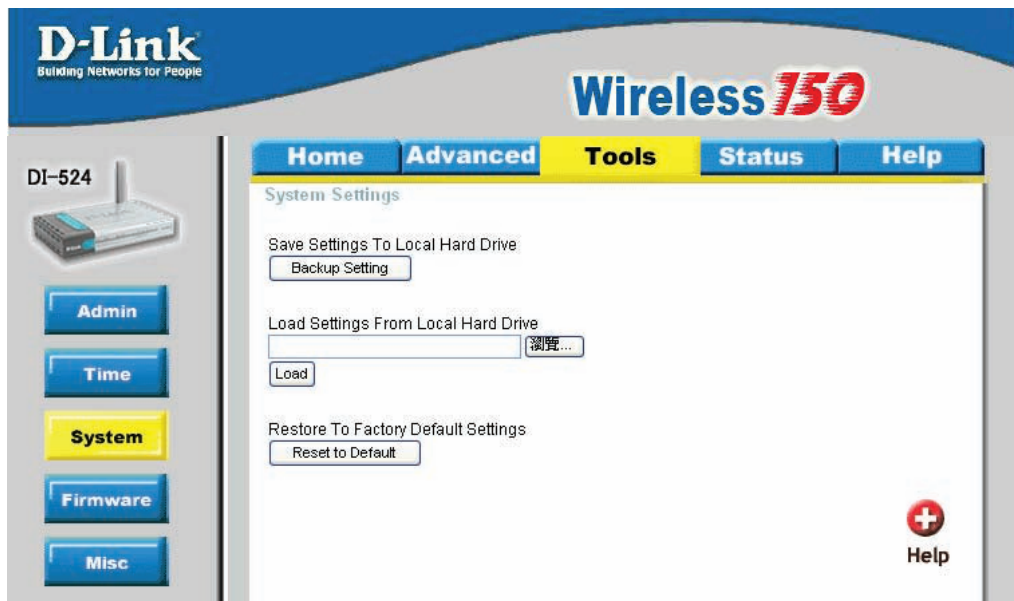 D-Link
Building Networks for People
Wireless 150
DI-524
Home Advanced Tools Status Help
System Settings
Save Settings To Local Hard Drive
Backup Setting
Load Settings From Local Hard Drive
瀏覽...
Load
Restore To Factory Default Settings
Reset to Default
Admin
Time
System
Firmware
Misc
Help